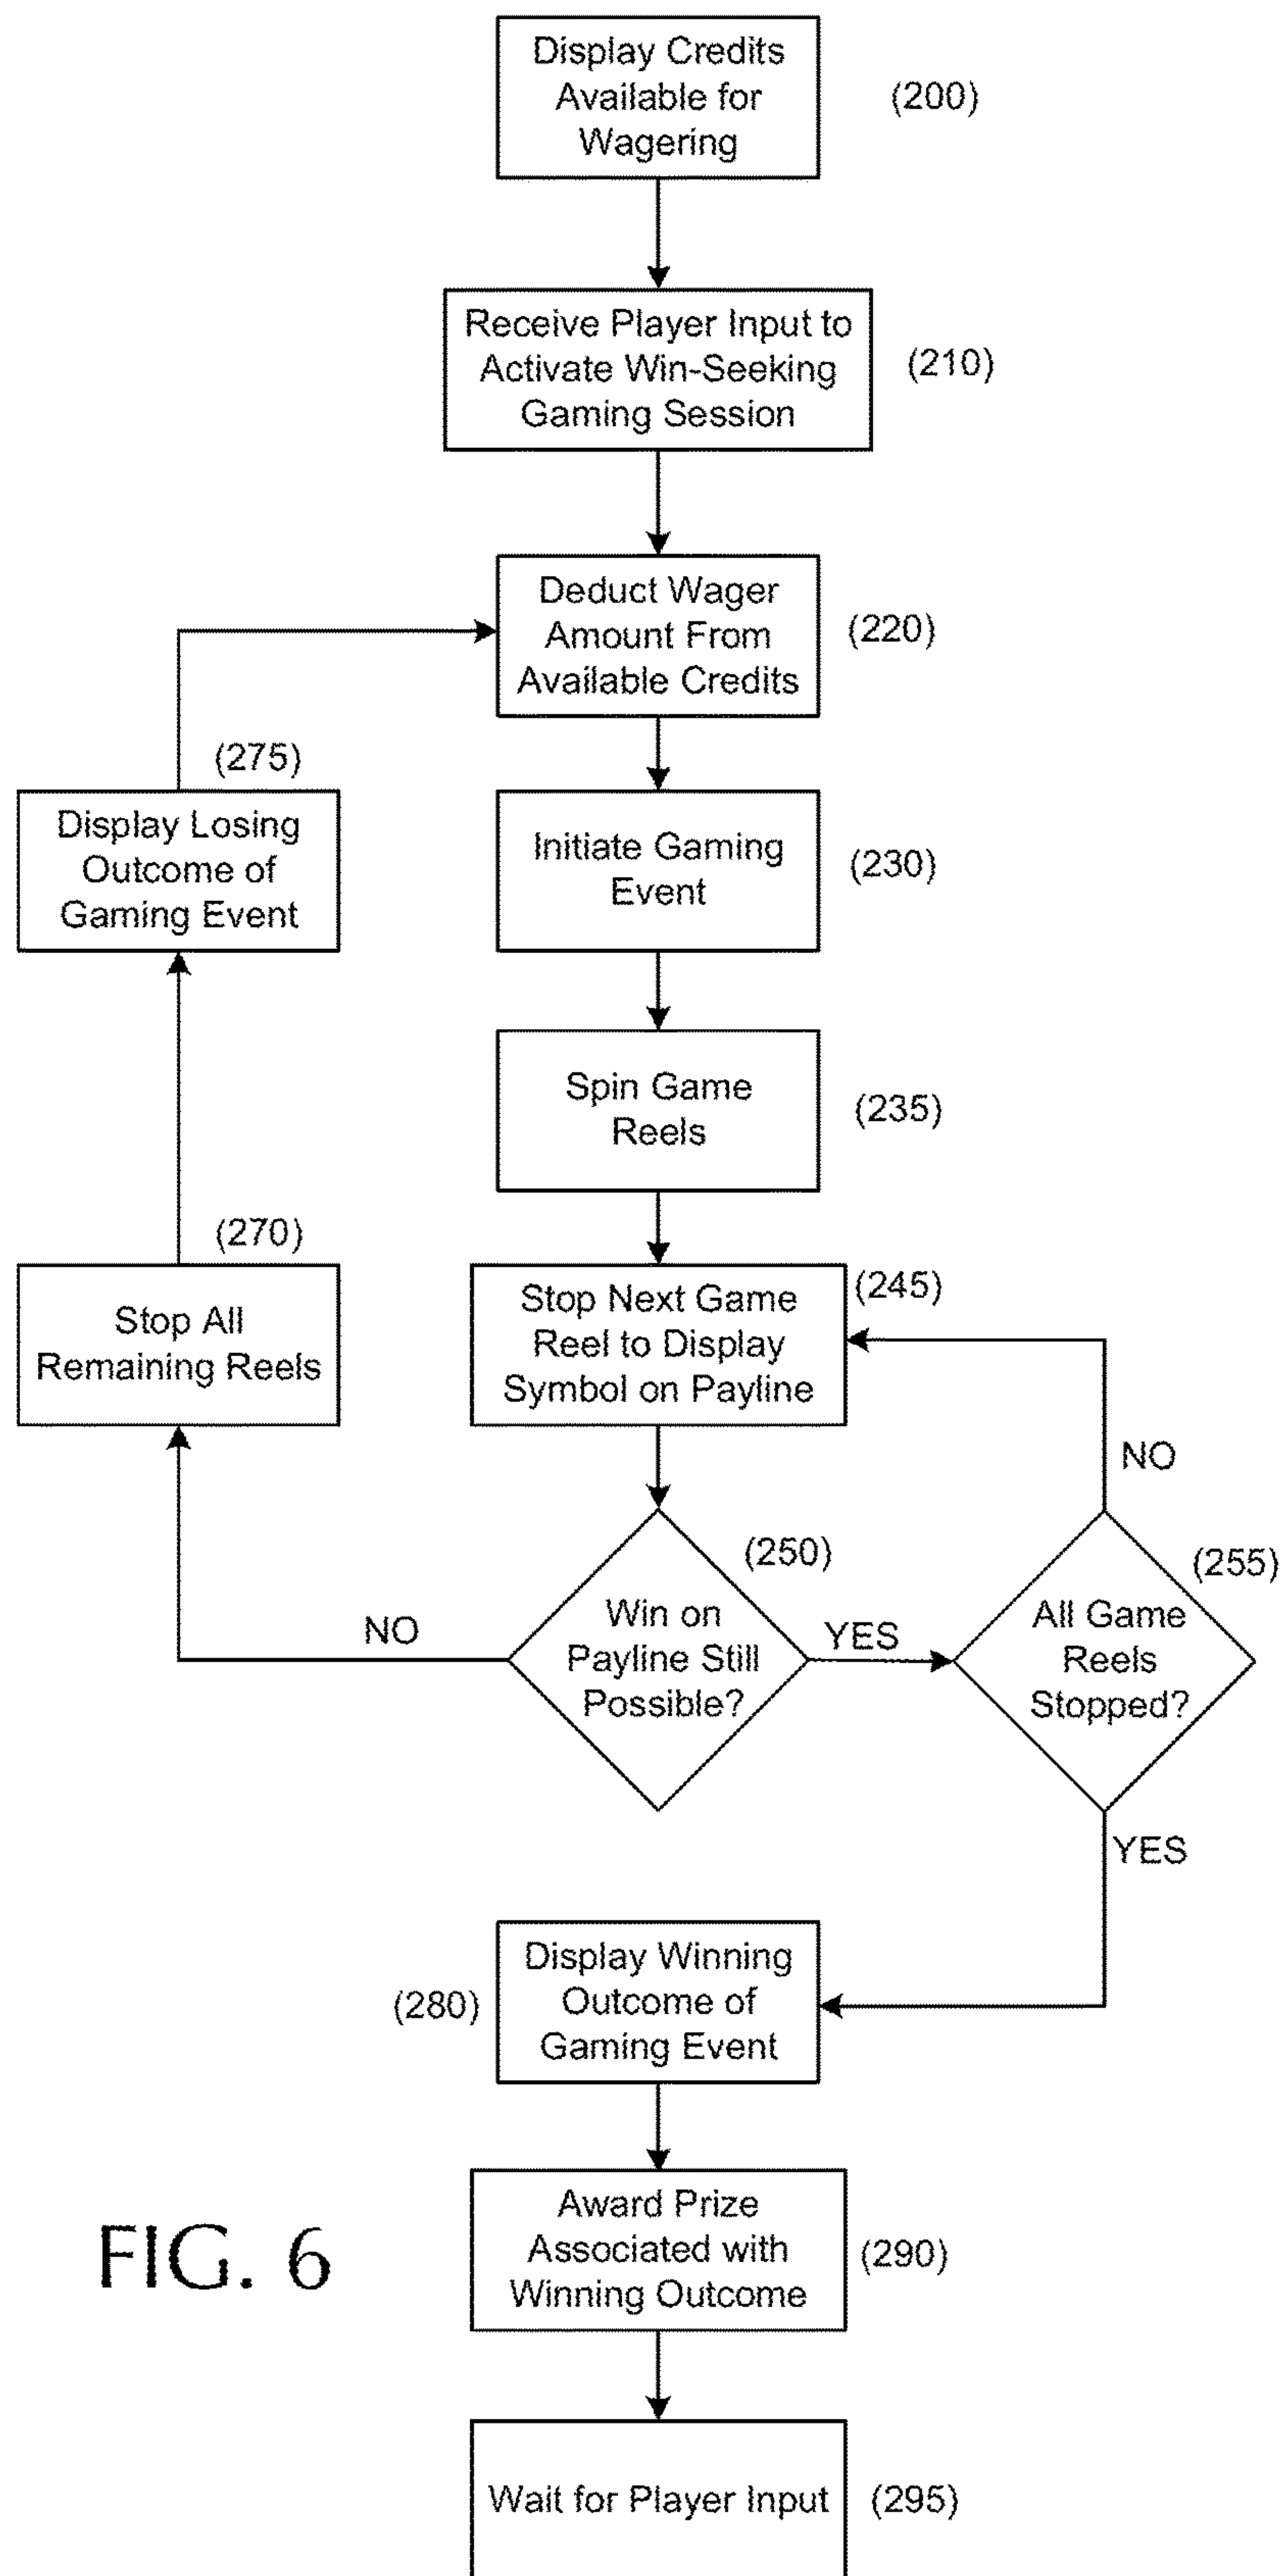 Display Credits
Available for
Wagering
(200)
Receive Player Input to
Activate Win-Seeking
Gaming Session
(210)
Deduct Wager
Amount From
Available Credits
(220)
(275)
Display Losing
Outcome of
Gaming Event
Initiate Gaming
Event
(230)
Spin Game
Reels
(235)
(270)
Stop All
Remaining Reels
Stop Next Game
Reel to Display
Symbol on Payline
(245)
NO
(250)
(255)
NO
Win on
Payline Still
Possible?
YES
All Game
Reels
Stopped?
YES
Display Winning
Outcome of
Gaming Event
(280)
Award Prize
Associated with
Winning Outcome
(290)
FIG. 6
Wait for Player Input
(295)